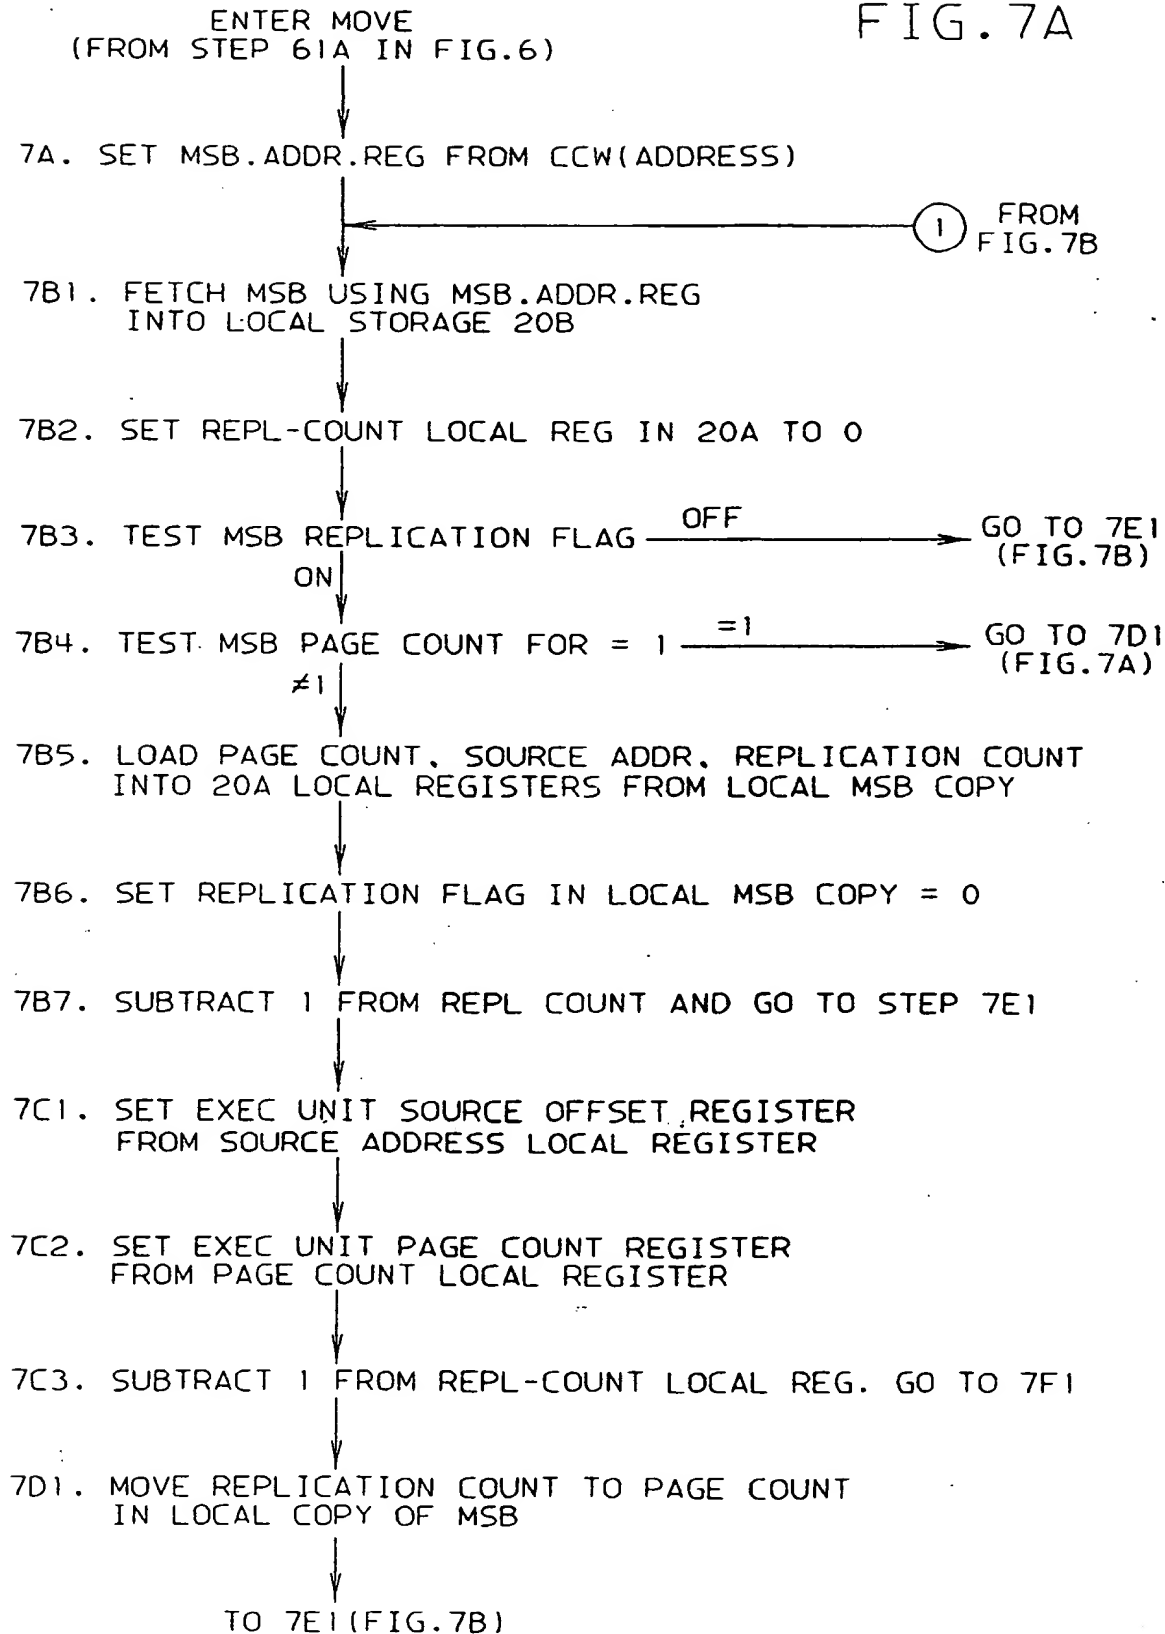 FIG. 7A
ENTER MOVE
(FROM STEP 61A IN FIG.6)
7A. SET MSB.ADDR.REG FROM CCW(ADDRESS)
1 FROM
FIG.7B
7B1. FETCH MSB USING MSB.ADDR.REG
INTO LOCAL STORAGE 20B
7B2. SET REPL-COUNT LOCAL REG IN 20A TO 0
7B3. TEST MSB REPLICATION FLAG OFF GO TO 7E1
(FIG.7B)
ON
7B4. TEST MSB PAGE COUNT FOR = 1 =1 GO TO 7D1
(FIG.7A)
≠1
7B5. LOAD PAGE COUNT, SOURCE ADDR, REPLICATION COUNT
INTO 20A LOCAL REGISTERS FROM LOCAL MSB COPY
7B6. SET REPLICATION FLAG IN LOCAL MSB COPY = 0
7B7. SUBTRACT 1 FROM REPL COUNT AND GO TO STEP 7E1
7C1. SET EXEC UNIT SOURCE OFFSET REGISTER
FROM SOURCE ADDRESS LOCAL REGISTER
7C2. SET EXEC UNIT PAGE COUNT REGISTER
FROM PAGE COUNT LOCAL REGISTER
7C3. SUBTRACT 1 FROM REPL-COUNT LOCAL REG. GO TO 7F1
7D1. MOVE REPLICATION COUNT TO PAGE COUNT
IN LOCAL COPY OF MSB
TO 7E1(FIG.7B)